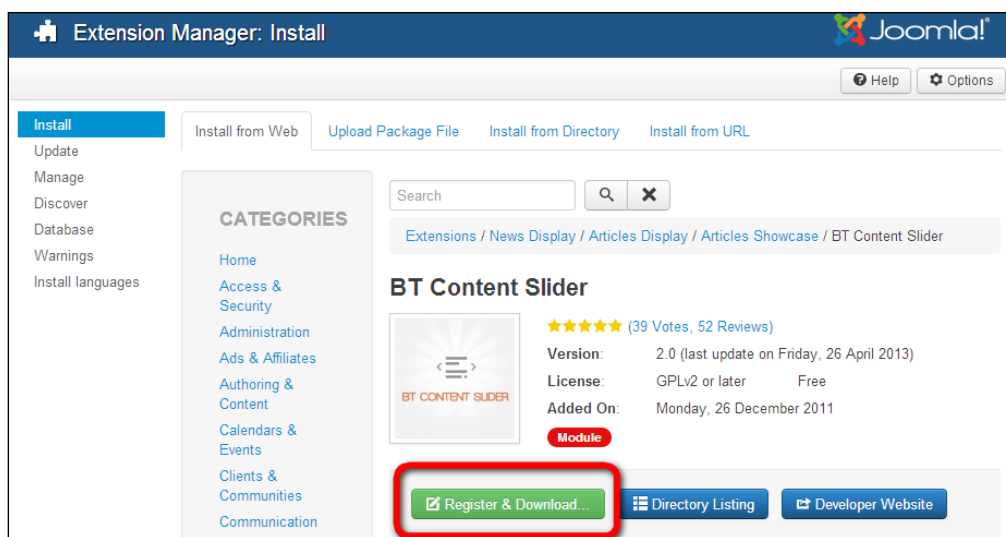 Extension Manager: Install
Joomla!
Help
Options
Install
Update
Manage
Discover
Database
Warnings
Install languages
Install from Web
Upload Package File
Install from Directory
Install from URL
CATEGORIES
Home
Access &
Security
Administration
Ads & Affiliates
Authoring &
Content
Calendars &
Events
Clients &
Communities
Communication
Search
Extensions / News Display / Articles Display / Articles Showcase / BT Content Slider
BT Content Slider
BT CONTENT SLIDER
(39 Votes, 52 Reviews)
Version: 2.0 (last update on Friday, 26 April 2013)
License: GPLv2 or later Free
Added On: Monday, 26 December 2011
Module
Register & Download...
Directory Listing
Developer Website